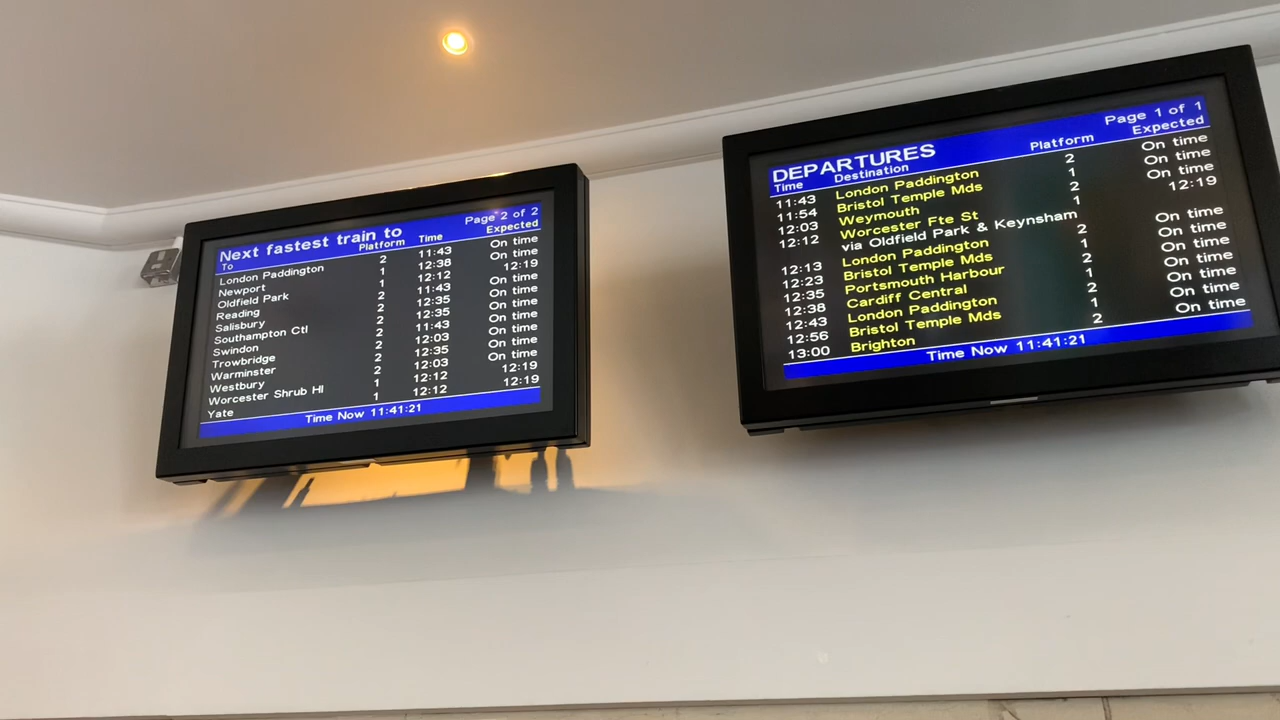 Next fastest train to Page 2 of 2
To Platform Time Expected
London Paddington 2 11:43 On time
Newport 1 12:38 On time
Oldfield Park 1 12:12 12:19
Reading 2 11:43 On time
Salisbury 2 12:35 On time
Southampton Ctl 2 12:35 On time
Swindon 2 11:43 On time
Trowbridge 2 12:03 On time
Warminster 2 12:35 On time
Westbury 2 12:03 On time
Worcester Shrub Hl 1 12:12 12:19
Yate 1 12:12 12:19
Time Now 11:41:21
DEPARTURES Page 1 of 1
Time Destination Platform Expected
11:43 London Paddington 2 On time
11:54 Bristol Temple Mds 1 On time
12:03 Weymouth 2 On time
12:12 Worcester Fte St 1 12:19
via Oldfield Park & Keynsham
12:13 London Paddington 2 On time
12:23 Bristol Temple Mds 1 On time
12:35 Portsmouth Harbour 2 On time
12:38 Cardiff Central 1 On time
12:43 London Paddington 2 On time
12:56 Bristol Temple Mds 1 On time
13:00 Brighton 2 On time
Time Now 11:41:21